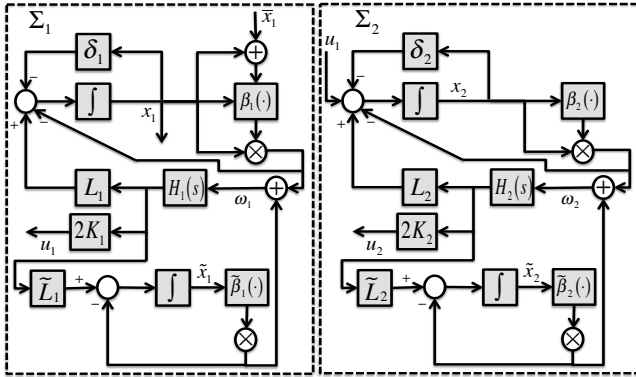 Σ₁
x̄₁
δ₁
−
∫
x₁
+
β₁(·)
+
−
⊗
L₁
H₁(s)
ω₁
+
2K₁
u₁
L̃₁
+
−
∫
x̃₁
β̃₁(·)
⊗
Σ₂
u₁
δ₂
−
∫
x₂
β₂(·)
+
−
⊗
L₂
H₂(s)
ω₂
+
2K₂
u₂
L̃₂
+
−
∫
x̃₂
β̃₂(·)
⊗